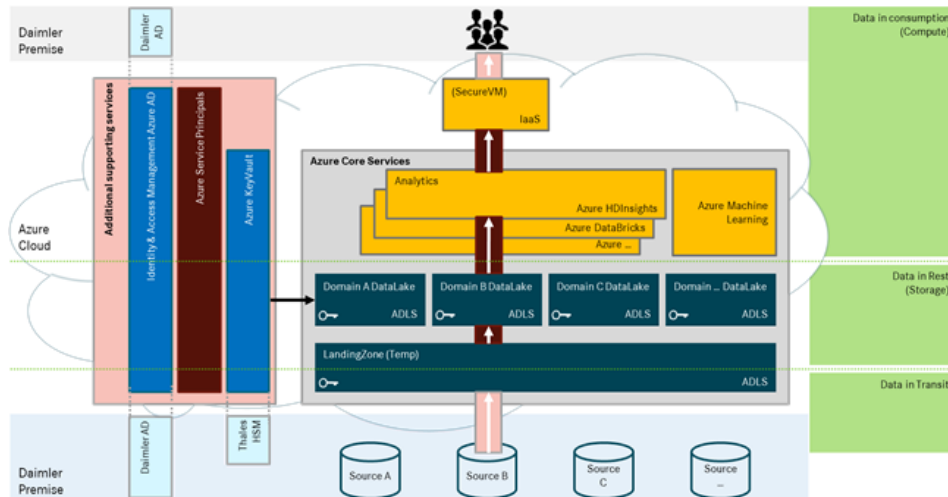 Daimler
Premise
Daimler
AD
Data in consumption
(Compute)
Azure
Cloud
Additional supporting services
Identity & Access Management Azure AD
Azure Service Principals
Azure KeyVault
(SecureVM)
IaaS
Azure Core Services
Analytics
Azure HDInsights
Azure DataBricks
Azure ...
Azure Machine
Learning
Data in Rest
(Storage)
Domain A DataLake
ADLS
Domain B DataLake
ADLS
Domain C DataLake
ADLS
Domain ... DataLake
ADLS
LandingZone (Temp)
ADLS
Data in Transit
Daimler
Premise
Daimler AD
Thales
HSM
Source A
Source B
Source
C
Source
...